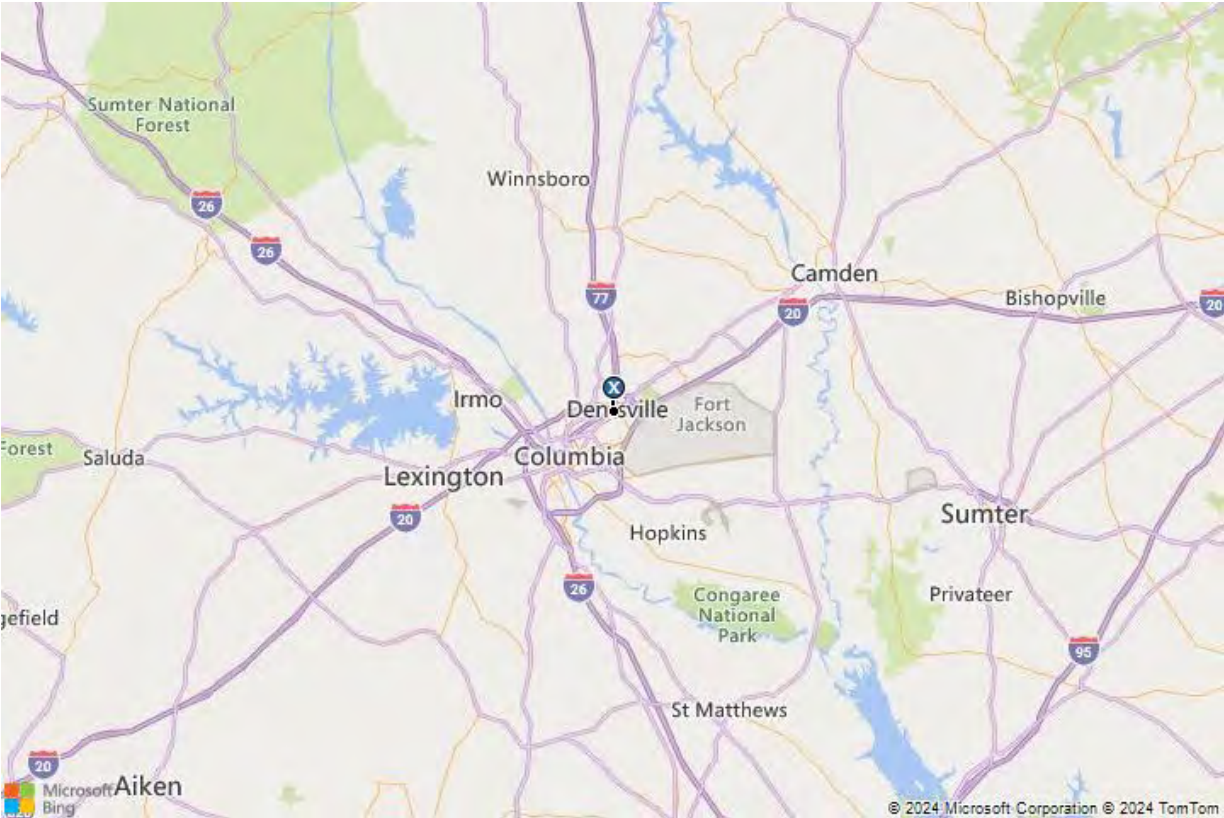 Sumter National
Forest
Winnsboro
26
26
Camden
77
Bishopville
20
20
X
Irmo
Fort
Jackson
Forest
Saluda
Columbia
Lexington
20
Sumter
Hopkins
26
Congaree
National
Park
Privateer
gefield
95
St Matthews
20
Microsoft
Bing
Aiken
© 2024 Microsoft Corporation © 2024 TomTom